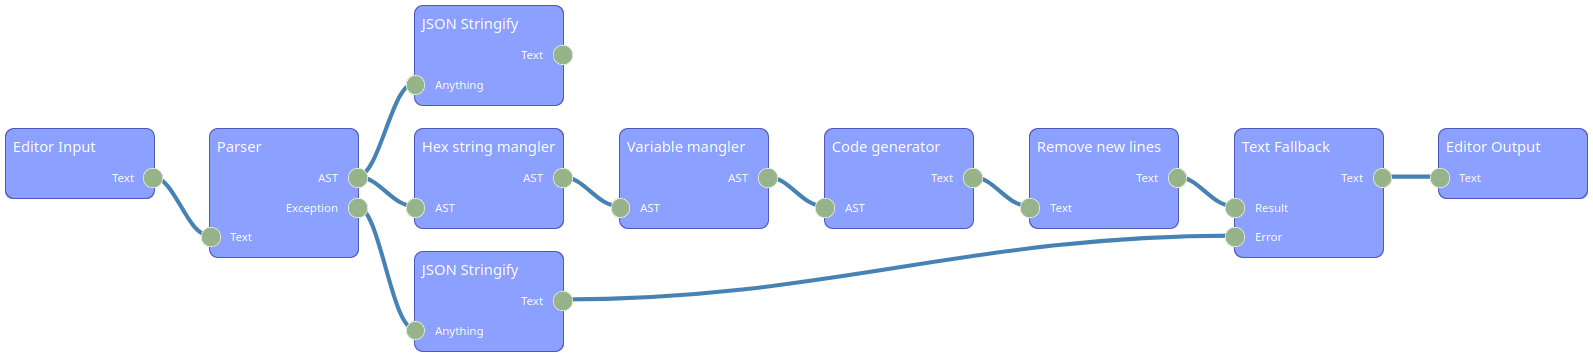 JSON Stringify
Text
Anything
Editor Input
Text
Parser
AST
Exception
Text
Hex string mangler
AST
AST
Variable mangler
AST
AST
Code generator
Text
AST
Remove new lines
Text
Text
Text Fallback
Text
Result
Error
Editor Output
Text
JSON Stringify
Text
Anything